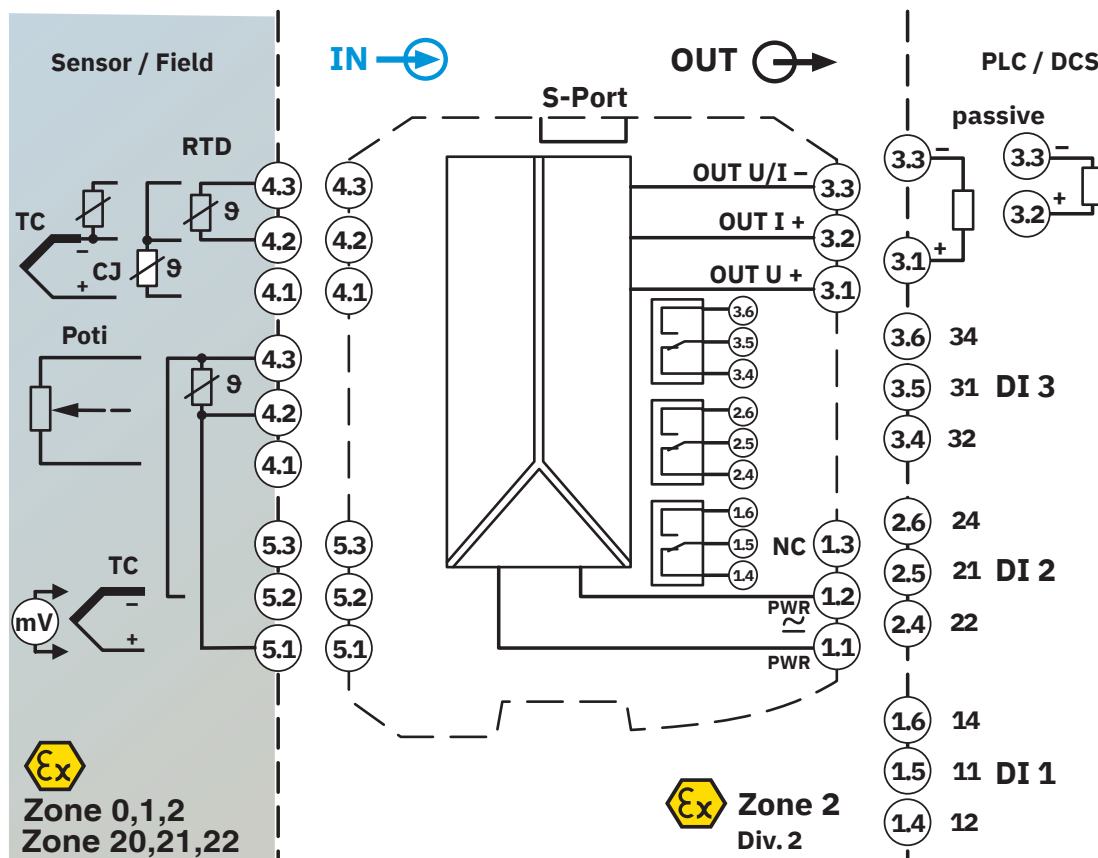 Sensor / Field
IN
OUT
PLC / DCS
S-Port
passive
RTD
TC
CJ
ϑ
ϑ
−
+
4.3
4.2
4.1
4.3
4.2
4.1
OUT U/I −
3.3
OUT I +
3.2
OUT U +
3.1
3.3 −
3.1 +
3.3 −
3.2 +
Poti
ϑ
4.3
4.2
4.1
3.6
3.5
3.4
2.6
2.5
2.4
1.6
1.5
1.4
3.6 34
3.5 31 DI 3
3.4 32
2.6 24
2.5 21 DI 2
2.4 22
1.6 14
1.5 11 DI 1
1.4 12
TC
mV
−
+
5.3
5.2
5.1
5.3
5.2
5.1
NC 1.3
1.2
PWR
1.1
PWR
Ex
Zone 0,1,2
Zone 20,21,22
Ex
Zone 2
Div. 2